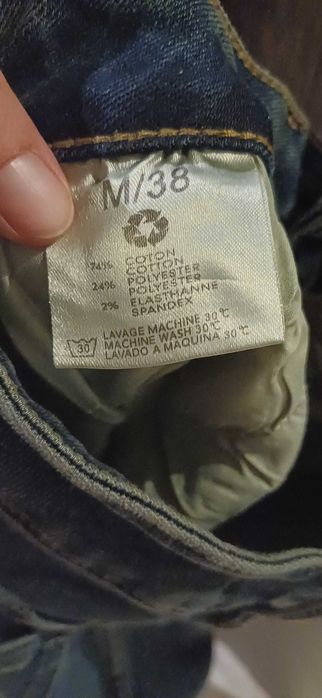 M/38
74% COTON
COTTON
24% POLYESTER
POLYESTER
2% ELASTHANNE
SPANDEX
30 LAVAGE MACHINE 30°C
MACHINE WASH 30°C
LAVADO A MAQUINA 30°C